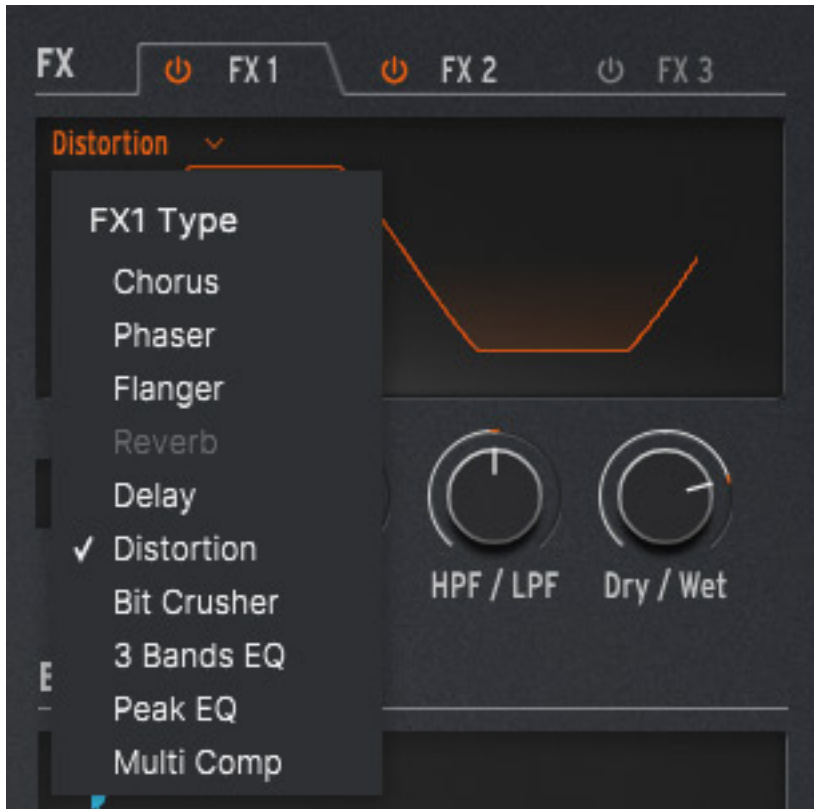 FX FX 1 FX 2 FX 3
Distortion
FX1 Type
Chorus
Phaser
Flanger
Reverb
Delay
✓ Distortion
Bit Crusher
3 Bands EQ
Peak EQ
Multi Comp
HPF / LPF Dry / Wet
E